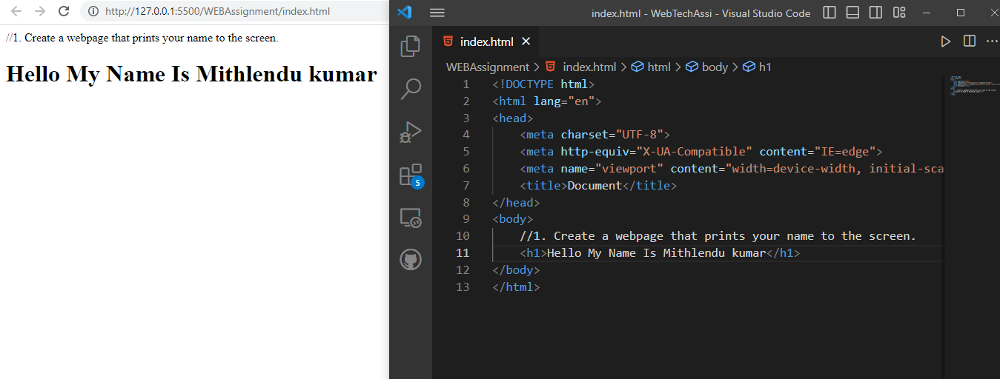 http://127.0.0.1:5500/WEBAssignment/index.html
//1. Create a webpage that prints your name to the screen.
Hello My Name Is Mithlendu kumar
index.html - WebTechAssi - Visual Studio Code
index.html
WEBAssignment > index.html > html > body > h1
1 <!DOCTYPE html>
2 <html lang="en">
3 <head>
4 <meta charset="UTF-8">
5 <meta http-equiv="X-UA-Compatible" content="IE=edge">
6 <meta name="viewport" content="width=device-width, initial-sca
7 <title>Document</title>
8 </head>
9 <body>
10 //1. Create a webpage that prints your name to the screen.
11 <h1>Hello My Name Is Mithlendu kumar</h1>
12 </body>
13 </html>
5